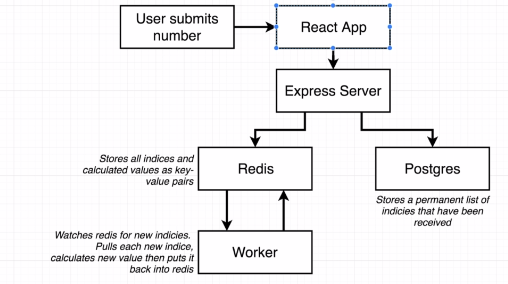 User submits
number
React App
Express Server
Stores all indices and
calculated values as key-
value pairs
Redis
Postgres
Stores a permanent list of
indicies that have been
received
Watches redis for new indicies.
Pulls each new indice,
calculates new value then puts it
back into redis
Worker